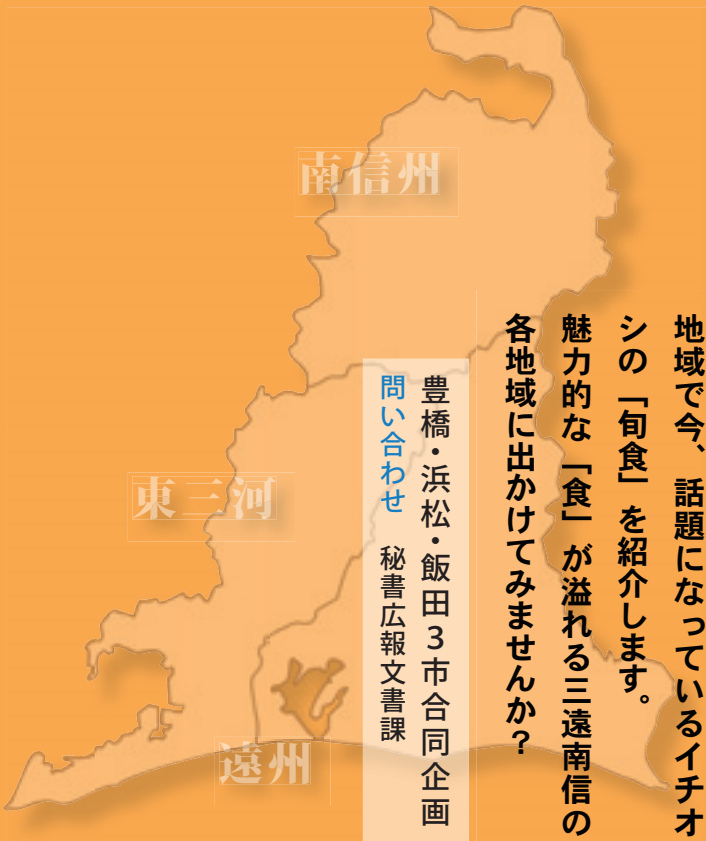 地域で今、話題になっているイチオ
シの「旬食」を紹介します。
魅力的な「食」が溢れる三遠南信の
各地域に出かけてみませんか？
豊橋・浜松・飯田３市合同企画
問い合わせ　秘書広報文書課
南信州
東三河
遠州